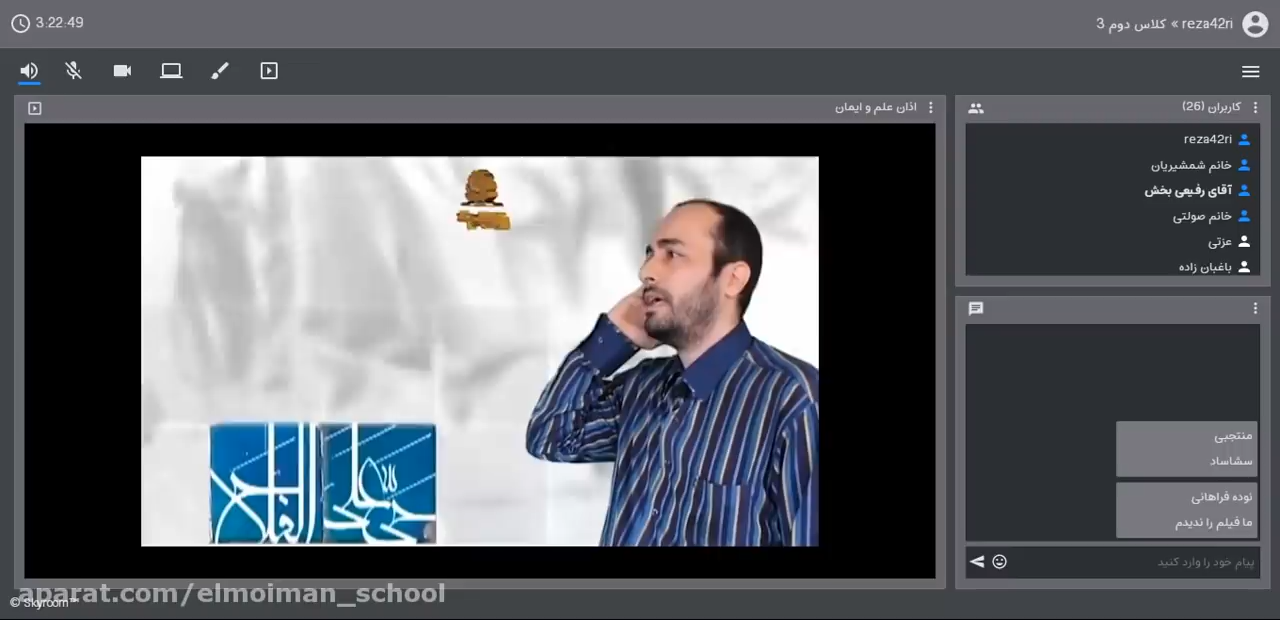 3:22:49
reza42ri » کلاس دوم 3
اذان علم و ایمان
کاربران (26)
reza42ri
خانم شمشیریان
آقای رفیعی بخش
خانم صولتی
عزتی
باغبان زاده
حی علی الفلاح
منتجبی
سشاساد
نوده فراهانی
ما فیلم را ندیدم
پیام خود را وارد کنید
aparat.com/elmoiman_school
© Skyroom™